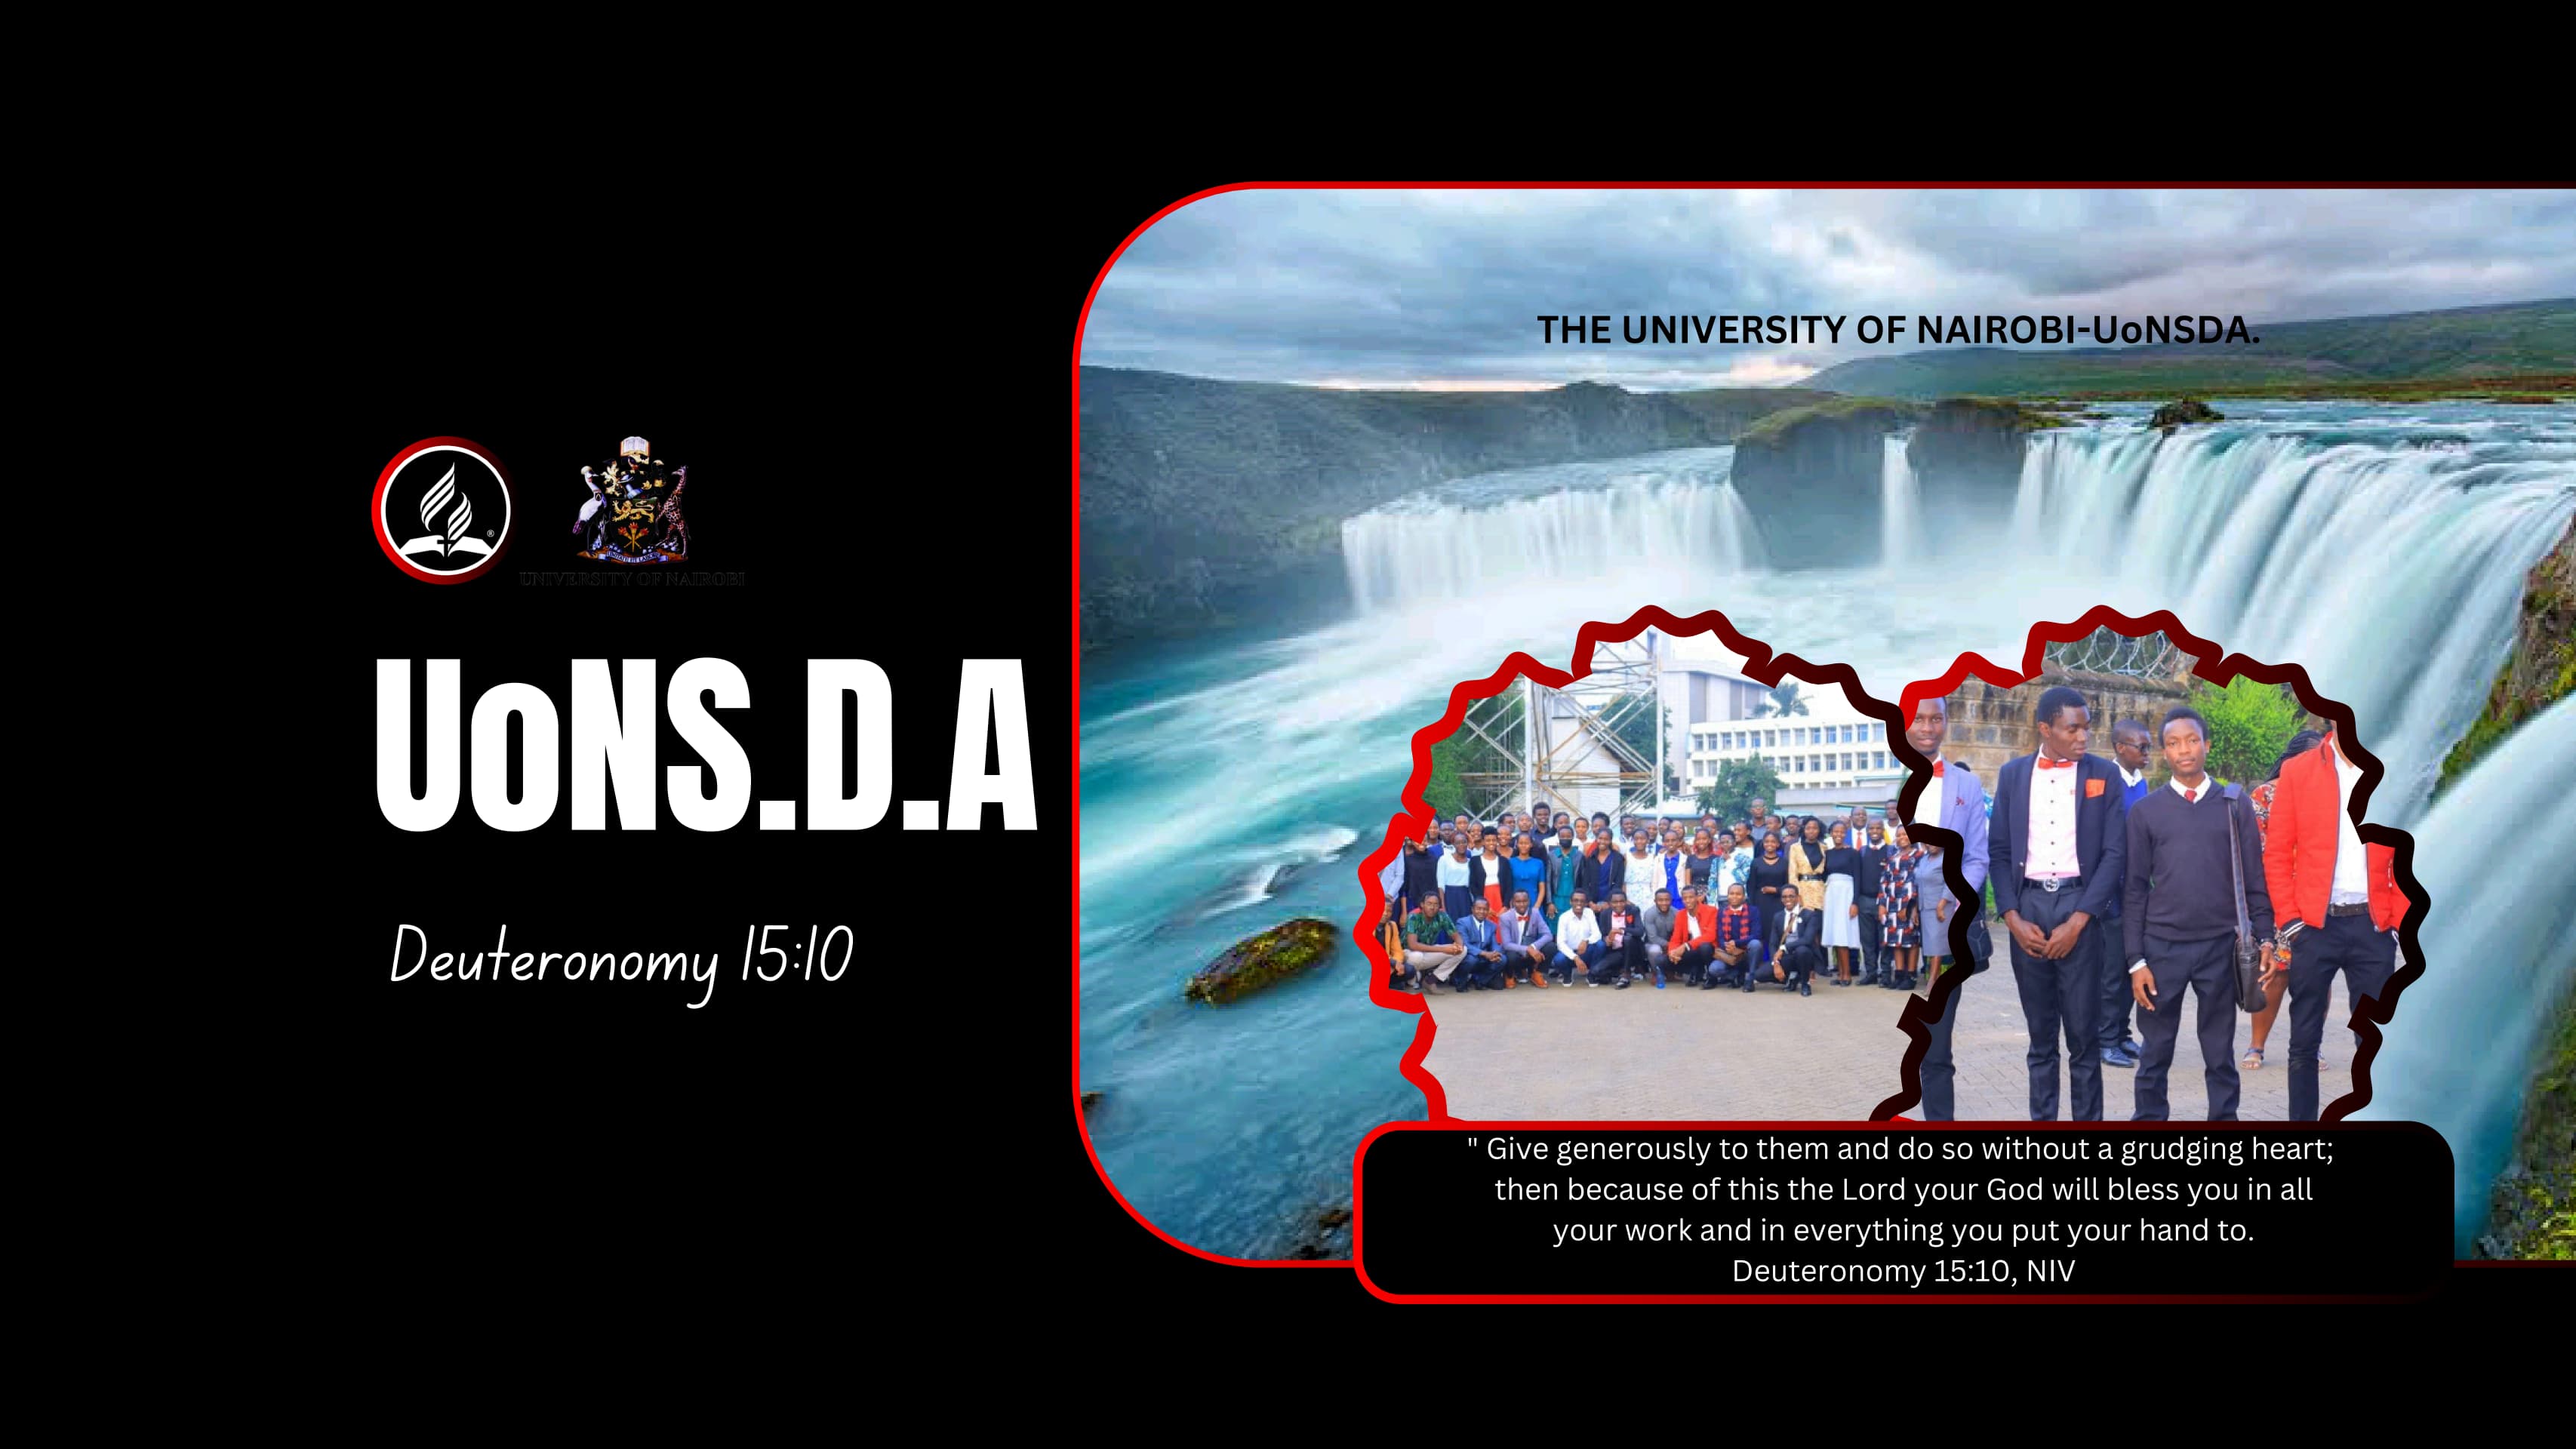 THE UNIVERSITY OF NAIROBI-UoNSDA.
®
UNIVERSITY OF NAIROBI
UoNS.D.A
Deuteronomy 15:10
" Give generously to them and do so without a grudging heart;
then because of this the Lord your God will bless you in all
your work and in everything you put your hand to.
Deuteronomy 15:10, NIV